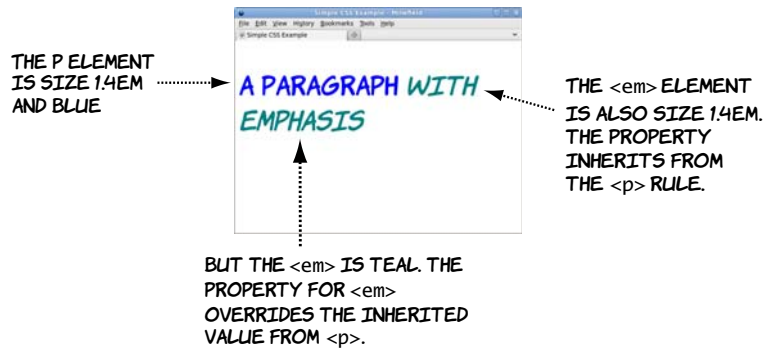 Simple CSS Example - Minefield
File Edit View History Bookmarks Tools Help
Simple CSS Example
THE P ELEMENT
IS SIZE 1.4EM
AND BLUE
A PARAGRAPH WITH
EMPHASIS
THE <em> ELEMENT
IS ALSO SIZE 1.4EM.
THE PROPERTY
INHERITS FROM
THE <p> RULE.
BUT THE <em> IS TEAL. THE
PROPERTY FOR <em>
OVERRIDES THE INHERITED
VALUE FROM <p>.